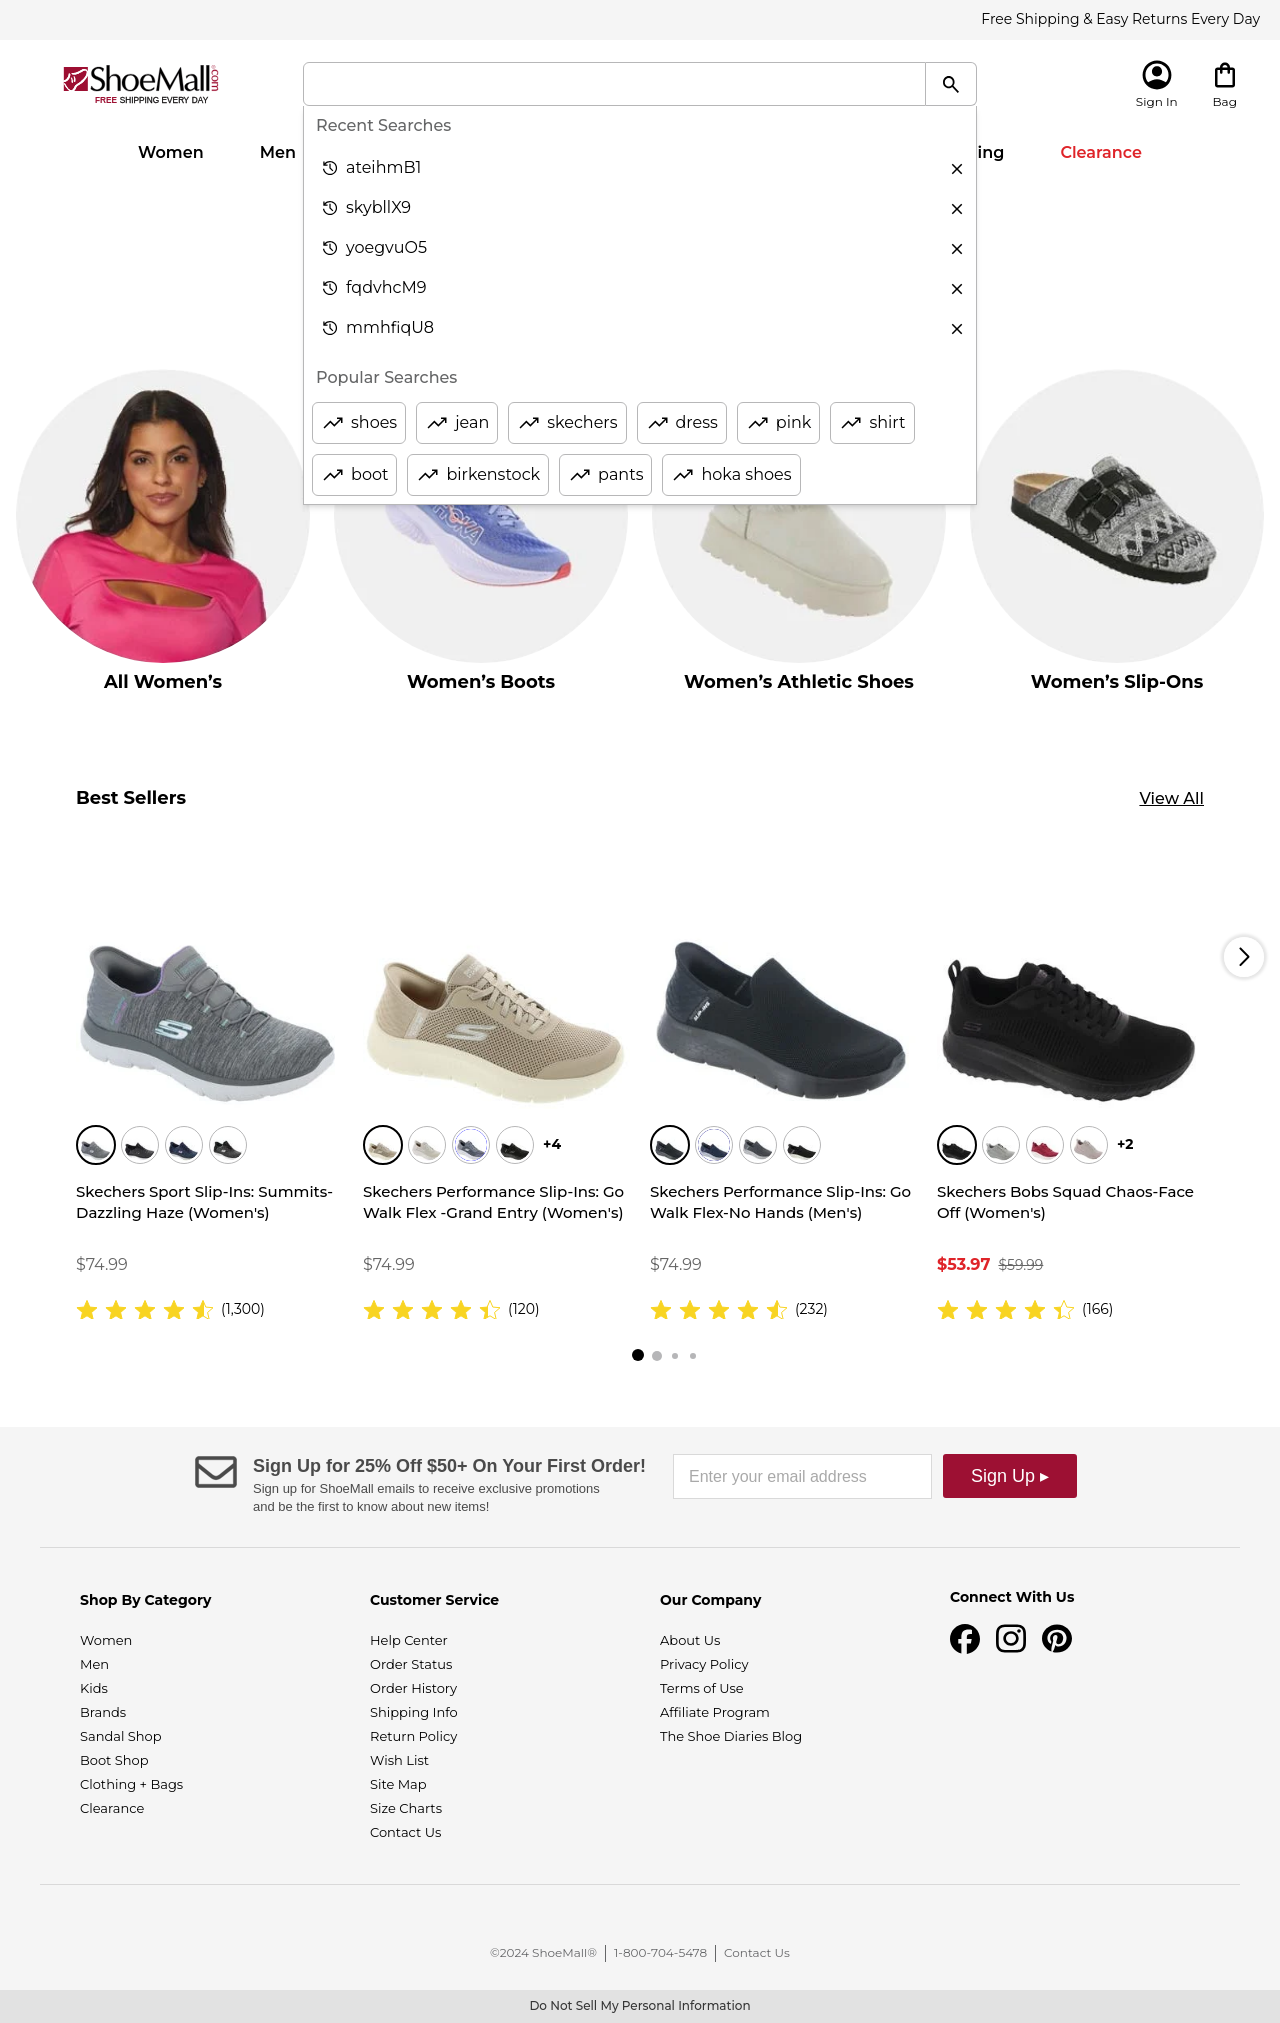 Free Shipping & Easy Returns Every Day
ShoeMall.com
FREE SHIPPING EVERY DAY
Sign In
Bag
Women
Men
ing
Clearance
Recent Searches
ateihmB1
skybllX9
yoegvuO5
fqdvhcM9
mmhfiqU8
Popular Searches
shoes
jean
skechers
dress
pink
shirt
boot
birkenstock
pants
hoka shoes
HOKA
All Women’s
Women’s Boots
Women’s Athletic Shoes
Women’s Slip-Ons
Best Sellers
View All
+4
+2
Skechers Sport Slip-Ins: Summits-
Dazzling Haze (Women's)
$74.99
(1,300)
Skechers Performance Slip-Ins: Go
Walk Flex -Grand Entry (Women's)
$74.99
(120)
Skechers Performance Slip-Ins: Go
Walk Flex-No Hands (Men's)
$74.99
(232)
Skechers Bobs Squad Chaos-Face
Off (Women's)
$53.97 $59.99
(166)
Sign Up for 25% Off $50+ On Your First Order!
Sign up for ShoeMall emails to receive exclusive promotions
and be the first to know about new items!
Enter your email address
Sign Up ▸
Shop By Category
Women
Men
Kids
Brands
Sandal Shop
Boot Shop
Clothing + Bags
Clearance
Customer Service
Help Center
Order Status
Order History
Shipping Info
Return Policy
Wish List
Site Map
Size Charts
Contact Us
Our Company
About Us
Privacy Policy
Terms of Use
Affiliate Program
The Shoe Diaries Blog
Connect With Us
©2024 ShoeMall®
1-800-704-5478
Contact Us
Do Not Sell My Personal Information